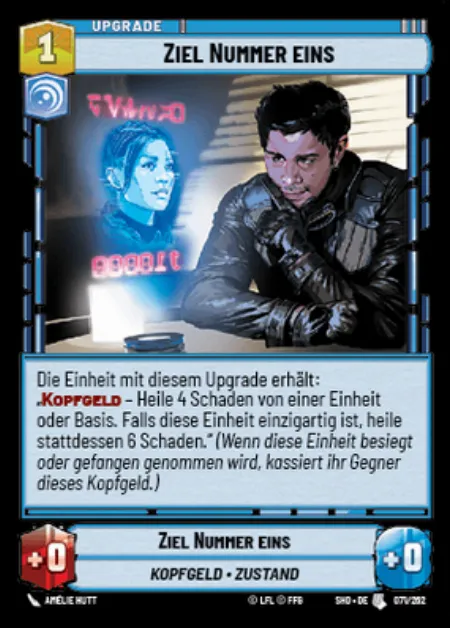 UPGRADE
1
ZIEL NUMMER EINS
Die Einheit mit diesem Upgrade erhält:
„KOPFGELD – Heile 4 Schaden von einer Einheit
oder Basis. Falls diese Einheit einzigartig ist, heile
stattdessen 6 Schaden.“ (Wenn diese Einheit besiegt
oder gefangen genommen wird, kassiert ihr Gegner
dieses Kopfgeld.)
ZIEL NUMMER EINS
+0
+0
KOPFGELD • ZUSTAND
AMÉLIE HUTT
© LFL © FFG
SHD • DE
071/262